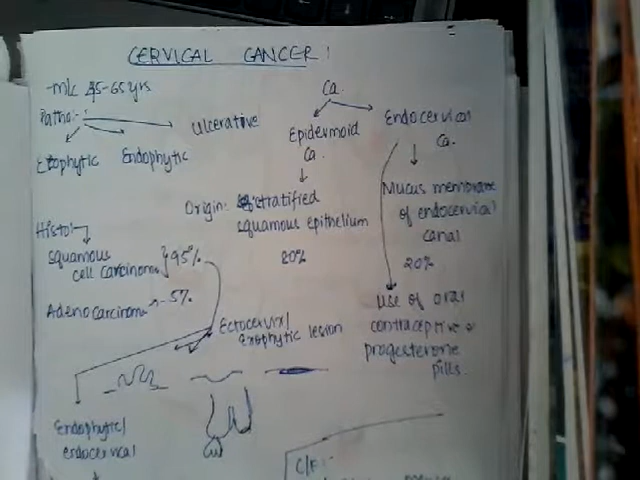 CERVICAL CANCER!
-m/c 45-65 yrs
Patho:-
Exophytic
Endophytic
Ulcerative
Ca.
Epidermoid
Ca.
Endocervical
Ca.
Origin: stratified
squamous epithelium
20%
Mucus membrane
of endocervical
canal
20%
Use of oral
contraceptive or
progesterone
pills.
Histo:-
squamous
cell carcinoma } 95%
Adenocarcinoma - 5%
Ectocervix/
Exophytic lesion
Endophytic/
endocervical
C/F:-